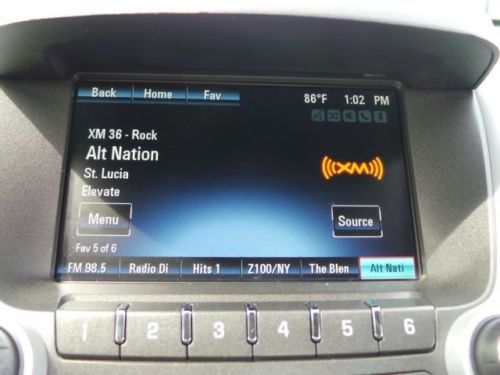 Back Home Fav
86°F 1:02 PM
XM 36 - Rock
Alt Nation
St. Lucia
Elevate
((( XM )))
Menu
Source
Fav 5 of 6
FM 98.5 Radio Di Hits 1 Z100/NY The Blen Alt Nati
1 2 3 4 5 6